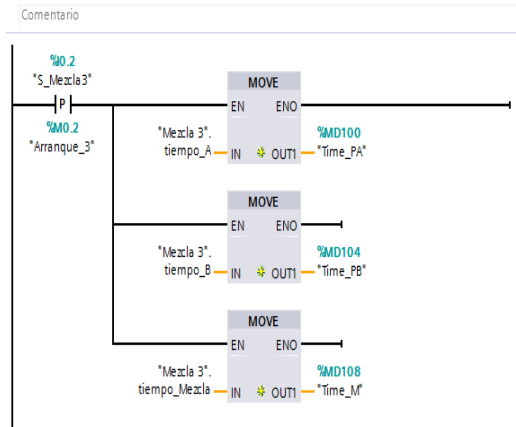 Comentario
%I0.2
"S_Mezcla3"
P
%M0.2
"Arranque_3"
MOVE
EN ENO
"Mezcla 3".
tiempo_A IN OUT1
%MD100
"Time_PA"
MOVE
EN ENO
"Mezcla 3".
tiempo_B IN OUT1
%MD104
"Time_PB"
MOVE
EN ENO
"Mezcla 3".
tiempo_Mezcla IN OUT1
%MD108
"Time_M"